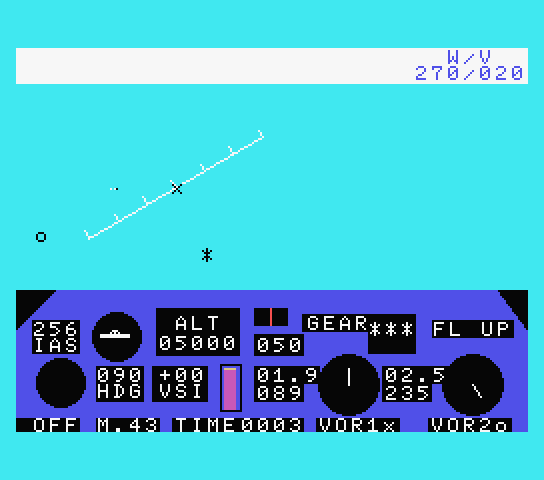 W/V
270/020
256
IAS
ALT
05000
050
GEAR
***
FL UP
090
HDG
+00
VSI
01.9
089
02.5
235
OFF
M.43
TIME0003
VOR1x
VOR2o